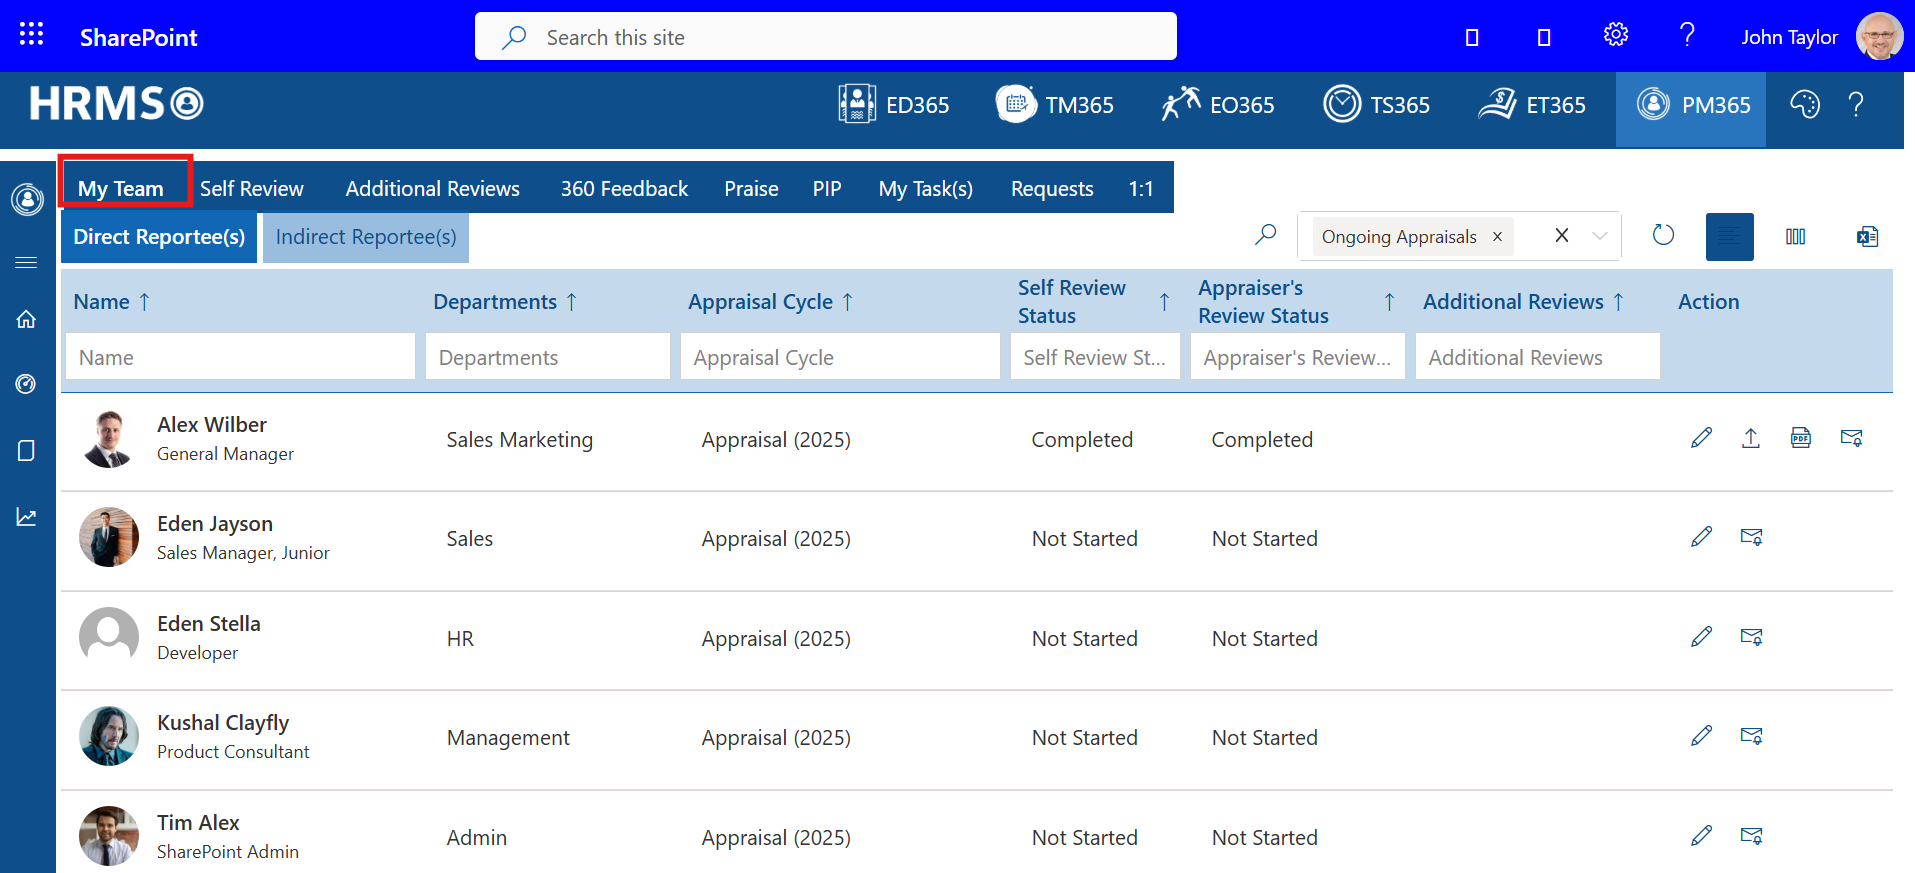 SharePoint
Search this site
John Taylor
HRMS
ED365
TM365
EO365
TS365
ET365
PM365
My Team
Self Review
Additional Reviews
360 Feedback
Praise
PIP
My Task(s)
Requests
1:1
Direct Reportee(s)
Indirect Reportee(s)
Ongoing Appraisals
Name
Departments
Appraisal Cycle
Self Review
Status
Appraiser's
Review Status
Additional Reviews
Action
Name
Departments
Appraisal Cycle
Self Review St...
Appraiser's Review...
Additional Reviews
Alex Wilber
General Manager
Sales Marketing
Appraisal (2025)
Completed
Completed
PDF
Eden Jayson
Sales Manager, Junior
Sales
Appraisal (2025)
Not Started
Not Started
Eden Stella
Developer
HR
Appraisal (2025)
Not Started
Not Started
Kushal Clayfly
Product Consultant
Management
Appraisal (2025)
Not Started
Not Started
Tim Alex
SharePoint Admin
Admin
Appraisal (2025)
Not Started
Not Started